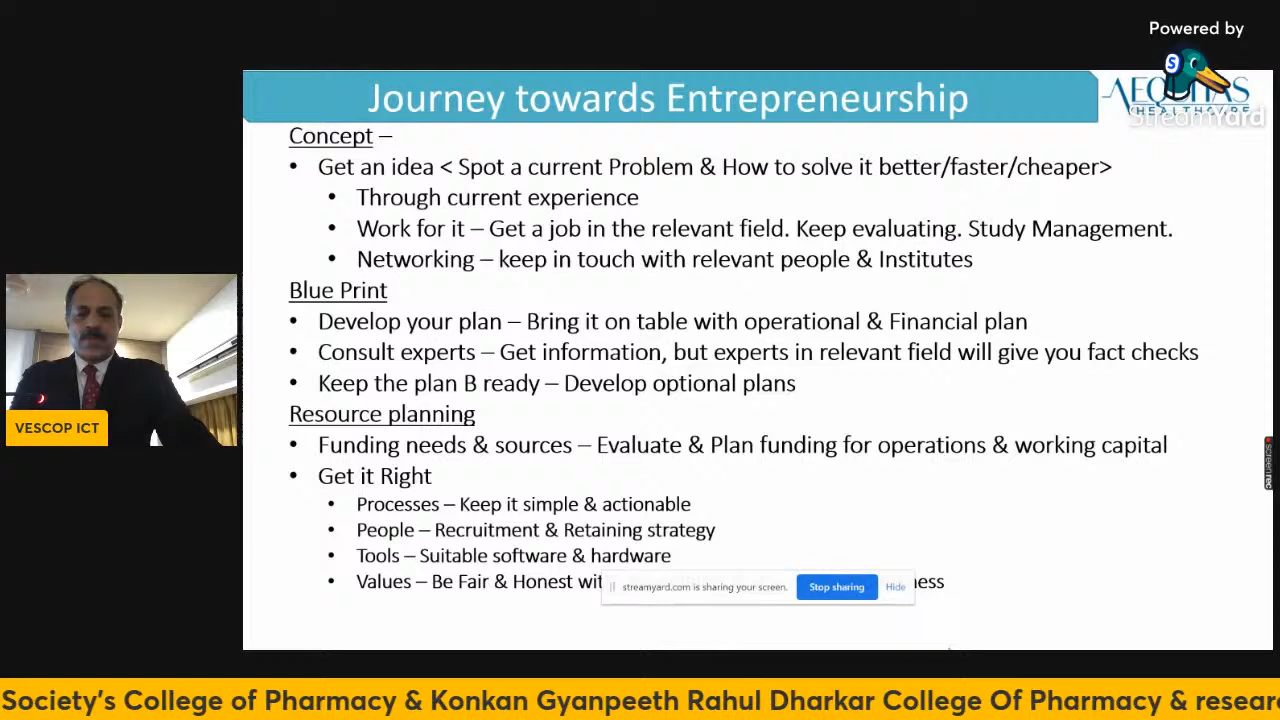 Powered by
S
StreamYard
Journey towards Entrepreneurship
AEQUITAS
HEALTHCARE
Concept –
• Get an idea < Spot a current Problem & How to solve it better/faster/cheaper>
• Through current experience
• Work for it – Get a job in the relevant field. Keep evaluating. Study Management.
• Networking – keep in touch with relevant people & Institutes
Blue Print
• Develop your plan – Bring it on table with operational & Financial plan
• Consult experts – Get information, but experts in relevant field will give you fact checks
• Keep the plan B ready – Develop optional plans
Resource planning
• Funding needs & sources – Evaluate & Plan funding for operations & working capital
• Get it Right
• Processes – Keep it simple & actionable
• People – Recruitment & Retaining strategy
• Tools – Suitable software & hardware
• Values – Be Fair & Honest wit ness
streamyard.com is sharing your screen. Stop sharing Hide
VESCOP ICT
screenrec
Society's College of Pharmacy & Konkan Gyanpeeth Rahul Dharkar College Of Pharmacy & resear